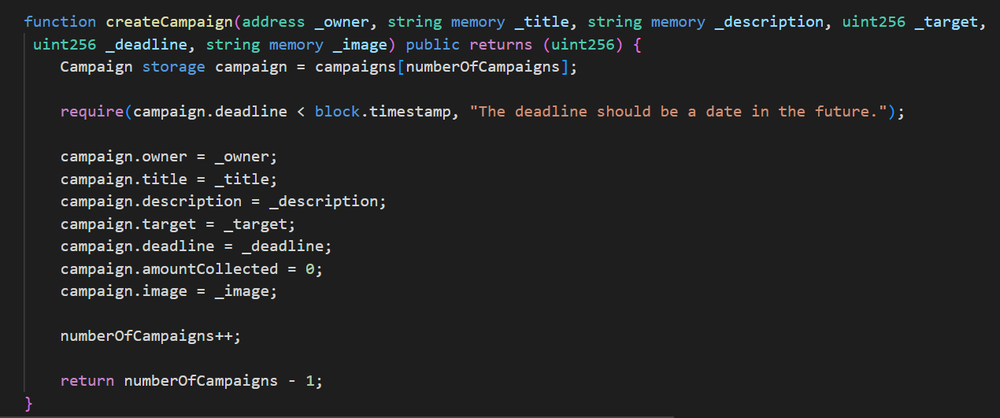 function createCampaign(address _owner, string memory _title, string memory _description, uint256 _target,
uint256 _deadline, string memory _image) public returns (uint256) {
Campaign storage campaign = campaigns[numberOfCampaigns];
require(campaign.deadline < block.timestamp, "The deadline should be a date in the future.");
campaign.owner = _owner;
campaign.title = _title;
campaign.description = _description;
campaign.target = _target;
campaign.deadline = _deadline;
campaign.amountCollected = 0;
campaign.image = _image;
numberOfCampaigns++;
return numberOfCampaigns - 1;
}